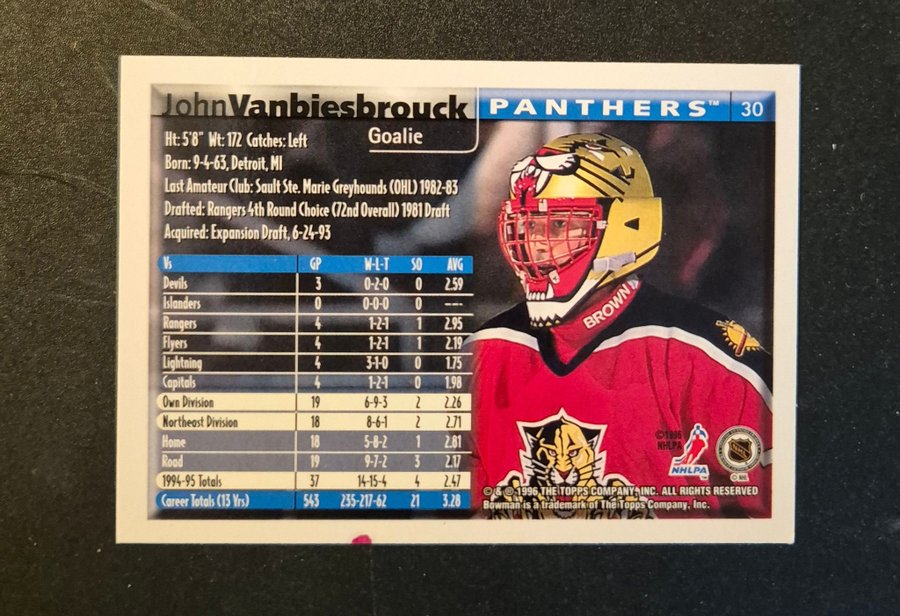 JohnVanbiesbrouck PANTHERS™ 30
Goalie
Ht: 5'8" Wt: 172 Catches: Left
Born: 9-4-63, Detroit, MI
Last Amateur Club: Sault Ste. Marie Greyhounds (OHL) 1982-83
Drafted: Rangers 4th Round Choice (72nd Overall) 1981 Draft
Acquired: Expansion Draft, 6-24-93
Vs GP W-L-T SO AVG
Devils 3 0-2-0 0 2.59
Islanders 0 0-0-0 0 ----
Rangers 4 1-2-1 1 2.95
Flyers 4 1-2-1 1 2.19
Lightning 4 3-1-0 0 1.75
Capitals 4 1-2-1 0 1.98
Own Division 19 6-9-3 2 2.26
Northeast Division 18 8-6-1 2 2.71
Home 18 5-8-2 1 2.81
Road 19 9-7-2 3 2.17
1994-95 Totals 37 14-15-4 4 2.47
Career Totals (13 Yrs) 543 235-217-62 21 3.28
BROWN
©1996
NHLPA
NHLPA™
© NHL
© & ® 1996 THE TOPPS COMPANY, INC. ALL RIGHTS RESERVED
Bowman is a trademark of The Topps Company, Inc.